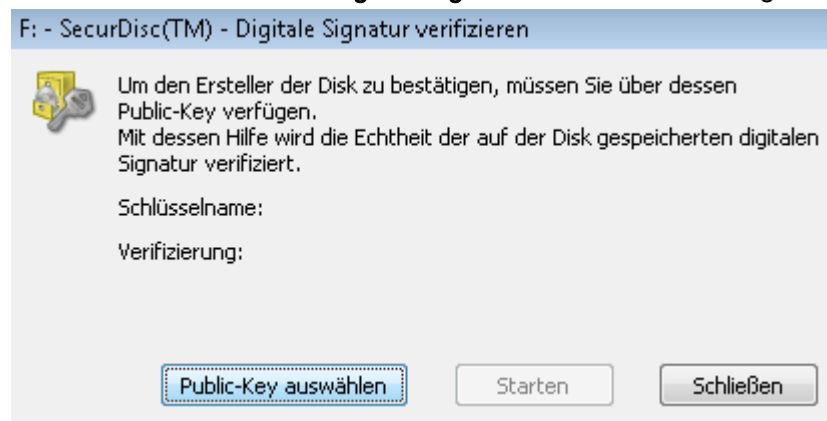 F: - SecurDisc(TM) - Digitale Signatur verifizieren
Um den Ersteller der Disk zu bestätigen, müssen Sie über dessen
Public-Key verfügen.
Mit dessen Hilfe wird die Echtheit der auf der Disk gespeicherten digitalen
Signatur verifiziert.
Schlüsselname:
Verifizierung:
Public-Key auswählen
Starten
Schließen